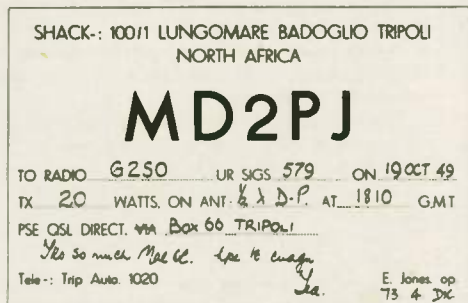 SHACK-: 100/1 LUNGOMARE BADOGLIO TRIPOLI
NORTH AFRICA
MD2PJ
TO RADIO G2SO UR SIGS 579 ON 19 OCT 49
TX 20 WATTS. ON ANT ½ λ D-P. AT 1810 G.M.T
PSE QSL DIRECT. VIA Box 66 TRIPOLI
Tks so much
Tele-: Trip Auto. 1020 E. Jones. op
73 4 DX